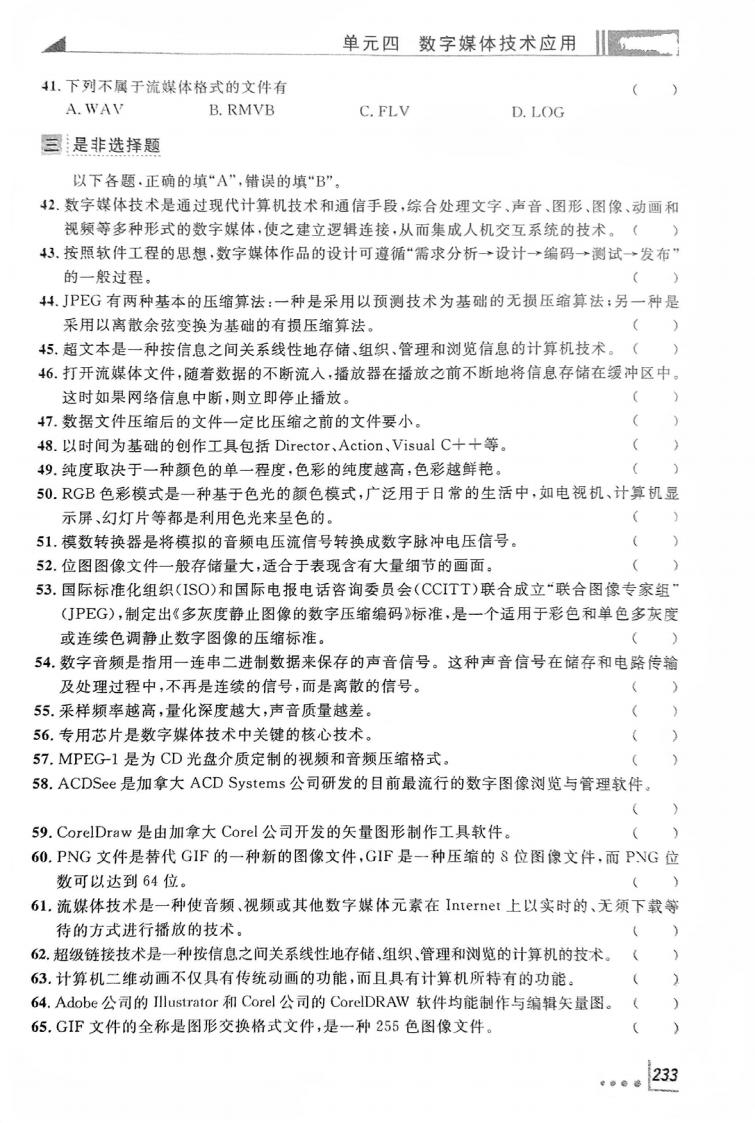 单元四 数字媒体技术应用
41. 下列不属于流媒体格式的文件有 ( )
A. WAV B. RMVB C. FLV D. LOG
三 是非选择题
以下各题,正确的填“A”,错误的填“B”。
42. 数字媒体技术是通过现代计算机技术和通信手段,综合处理文字、声音、图形、图像、动画和
视频等多种形式的数字媒体,使之建立逻辑连接,从而集成人机交互系统的技术。 ( )
43. 按照软件工程的思想,数字媒体作品的设计可遵循“需求分析→设计→编码→测试→发布”
的一般过程。 ( )
44. JPEG 有两种基本的压缩算法:一种是采用以预测技术为基础的无损压缩算法;另一种是
采用以离散余弦变换为基础的有损压缩算法。 ( )
45. 超文本是一种按信息之间关系线性地存储、组织、管理和浏览信息的计算机技术。 ( )
46. 打开流媒体文件,随着数据的不断流入,播放器在播放之前不断地将信息存储在缓冲区中。
这时如果网络信息中断,则立即停止播放。 ( )
47. 数据文件压缩后的文件一定比压缩之前的文件要小。 ( )
48. 以时间为基础的创作工具包括 Director、Action、Visual C++等。 ( )
49. 纯度取决于一种颜色的单一程度,色彩的纯度越高,色彩越鲜艳。 ( )
50. RGB 色彩模式是一种基于色光的颜色模式,广泛用于日常的生活中,如电视机、计算机显
示屏、幻灯片等都是利用色光来呈色的。 ( )
51. 模数转换器是将模拟的音频电压流信号转换成数字脉冲电压信号。 ( )
52. 位图图像文件一般存储量大,适合于表现含有大量细节的画面。 ( )
53. 国际标准化组织(ISO)和国际电报电话咨询委员会(CCITT)联合成立“联合图像专家组”
(JPEG),制定出《多灰度静止图像的数字压缩编码》标准,是一个适用于彩色和单色多灰度
或连续色调静止数字图像的压缩标准。 ( )
54. 数字音频是指用一连串二进制数据来保存的声音信号。这种声音信号在储存和电路传输
及处理过程中,不再是连续的信号,而是离散的信号。 ( )
55. 采样频率越高,量化深度越大,声音质量越差。 ( )
56. 专用芯片是数字媒体技术中关键的核心技术。 ( )
57. MPEG-1 是为 CD 光盘介质定制的视频和音频压缩格式。 ( )
58. ACDSee 是加拿大 ACD Systems 公司研发的目前最流行的数字图像浏览与管理软件。
( )
59. CorelDraw 是由加拿大 Corel 公司开发的矢量图形制作工具软件。 ( )
60. PNG 文件是替代 GIF 的一种新的图像文件,GIF 是一种压缩的 8 位图像文件,而 PNG 位
数可以达到 64 位。 ( )
61. 流媒体技术是一种使音频、视频或其他数字媒体元素在 Internet 上以实时的、无须下载等
待的方式进行播放的技术。 ( )
62. 超级链接技术是一种按信息之间关系线性地存储、组织、管理和浏览的计算机的技术。 ( )
63. 计算机二维动画不仅具有传统动画的功能,而且具有计算机所特有的功能。 ( )
64. Adobe 公司的 Illustrator 和 Corel 公司的 CorelDRAW 软件均能制作与编辑矢量图。 ( )
65. GIF 文件的全称是图形交换格式文件,是一种 255 色图像文件。 ( )
233